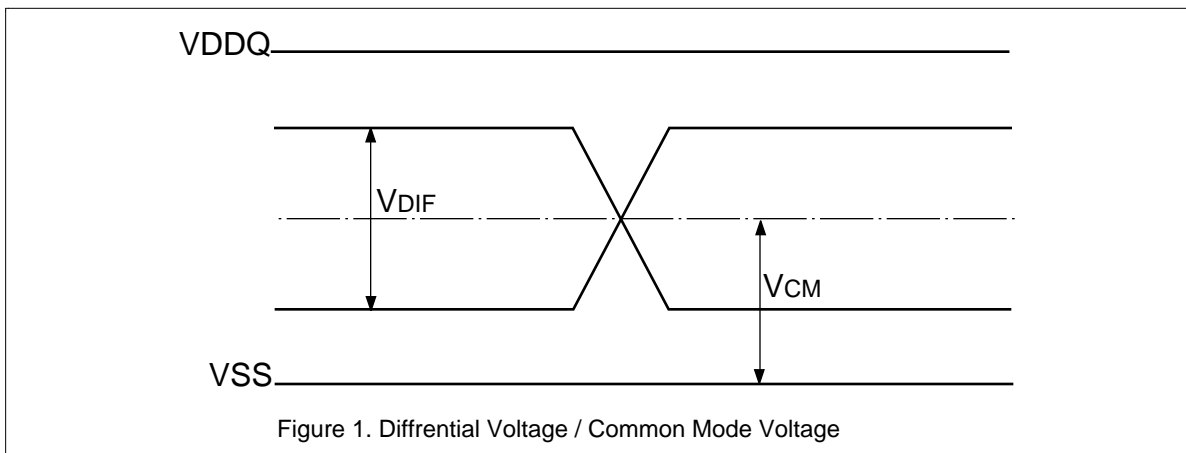 VDDQ
VDIF
VCM
VSS
Figure 1. Diffrential Voltage / Common Mode Voltage